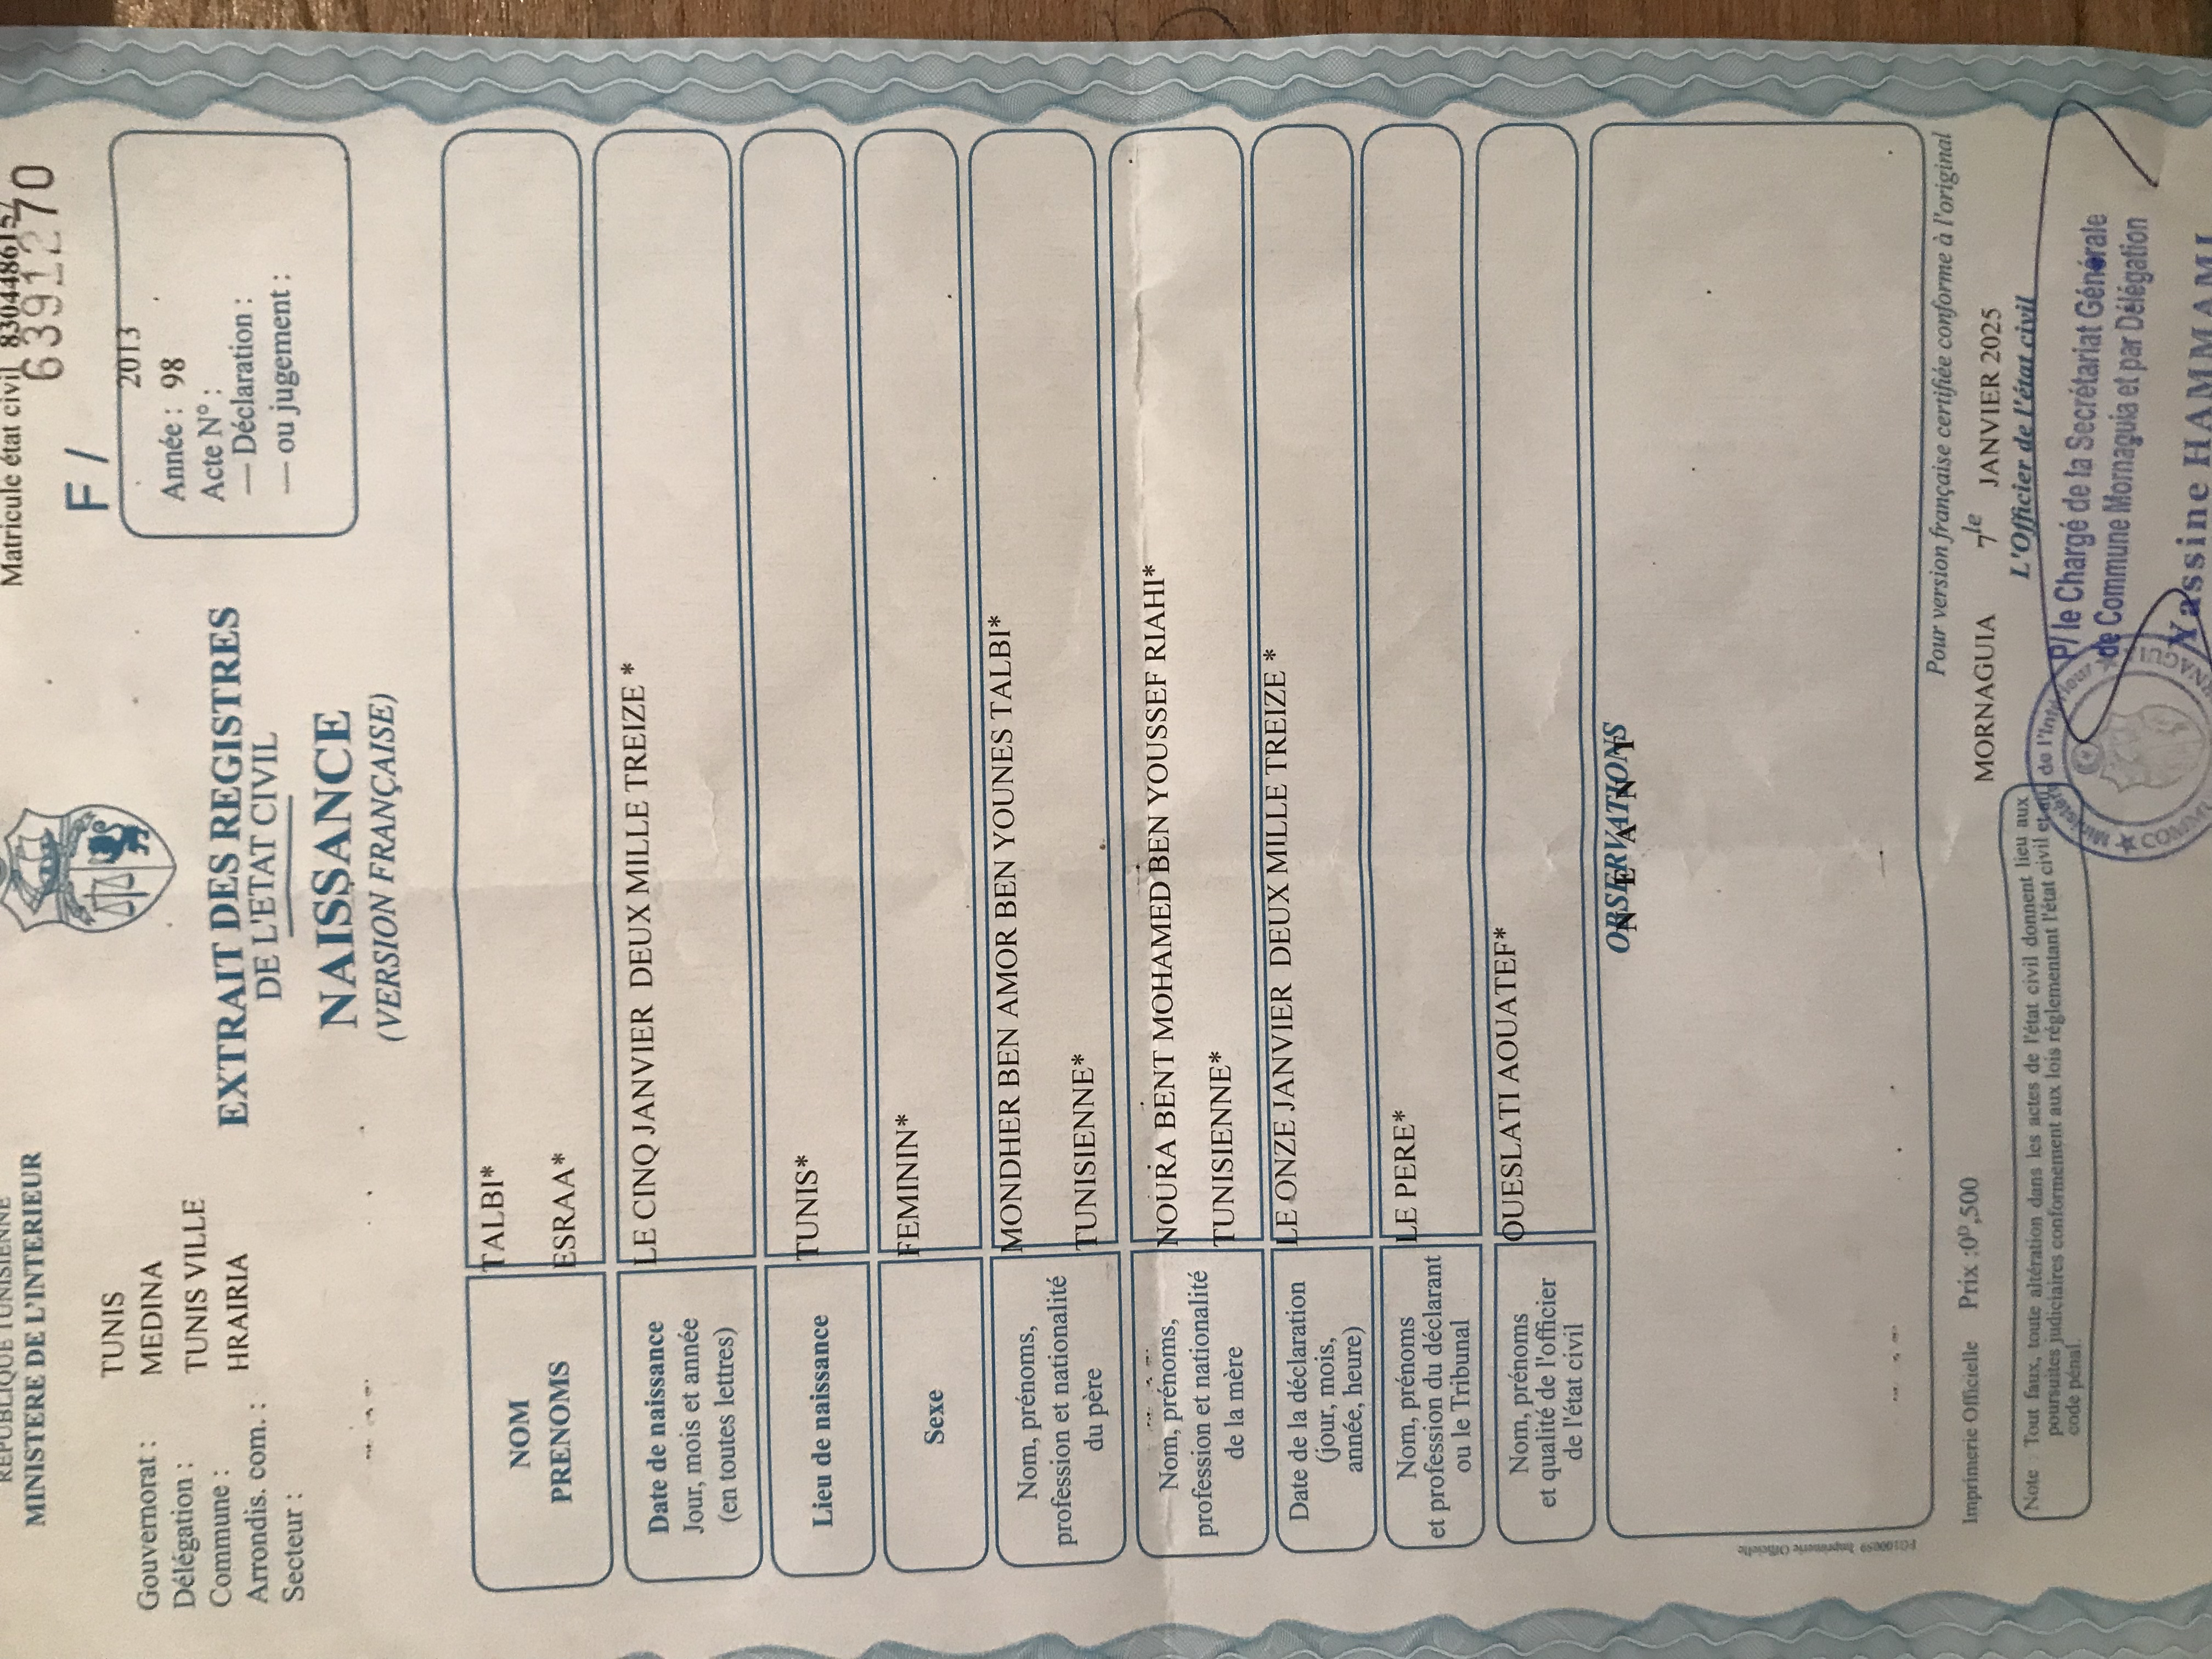 REPUBLIQUE TUNISIENNE
MINISTERE DE L'INTERIEUR
Matricule état civil
63912 70
F /
TUNIS
Gouvernorat : MEDINA
Délégation : TUNIS VILLE
Commune : HRAIRIA
Arrondis. com. :
Secteur :
2013
Année : 98
Acte N° :
— Déclaration :
— ou jugement :
EXTRAIT DES REGISTRES
DE L'ETAT CIVIL
NAISSANCE
(VERSION FRANÇAISE)
NOM TALBI*
PRENOMS ESRAA*
Date de naissance
Jour, mois et année
(en toutes lettres)
LE CINQ JANVIER DEUX MILLE TREIZE *
Lieu de naissance TUNIS*
Sexe FEMININ*
Nom, prénoms,
profession et nationalité
du père
MONDHER BEN AMOR BEN YOUNES TALBI*
TUNISIENNE*
Nom, prénoms,
profession et nationalité
de la mère
NOURA BENT MOHAMED BEN YOUSSEF RIAHI*
TUNISIENNE*
Date de la déclaration
(jour, mois,
année, heure)
LE ONZE JANVIER DEUX MILLE TREIZE *
Nom, prénoms
et profession du déclarant
ou le Tribunal
LE PERE*
Nom, prénoms
et qualité de l'officier
de l'état civil
OUESLATI AOUATEF*
OBSERVATIONS
N E A N T
FG100059 Imprimerie Officielle
Pour version française certifiée conforme à l'original
Imprimerie Officielle Prix :0ᴰ,500
MORNAGUIA 7 le JANVIER 2025
L'Officier de l'état civil
Note : Tout faux, toute altération dans les actes de l'état civil donnent lieu aux
poursuites judiciaires conformément aux lois réglementant l'état civil et au
code pénal.
P/ le Chargé de la Secrétariat Générale
de Commune Mornaguia et par Délégation
Yassine HAMMAMI